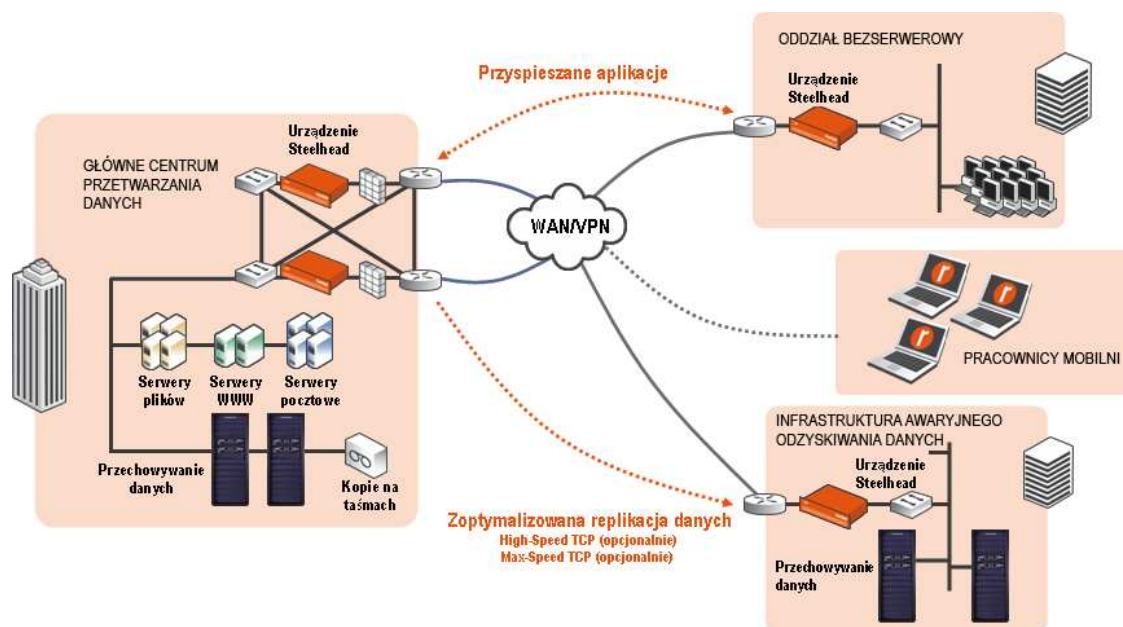 ODDZIAŁ BEZSERWEROWY
Urządzenie
Steelhead
Przyspieszane aplikacje
Urządzenie
Steelhead
GŁÓWNE CENTRUM
PRZETWARZANIA
DANYCH
WAN/VPN
r
r
r
PRACOWNICY MOBILNI
Serwery
plików
Serwery
WWW
Serwery
pocztowe
Przechowywanie
danych
Kopie na
taśmach
INFRASTRUKTURA AWARYJNEGO
ODZYSKIWANIA DANYCH
Urządzenie
Steelhead
Zoptymalizowana replikacja danych
High-Speed TCP (opcjonalnie)
Max-Speed TCP (opcjonalnie)
Przechowywanie
danych